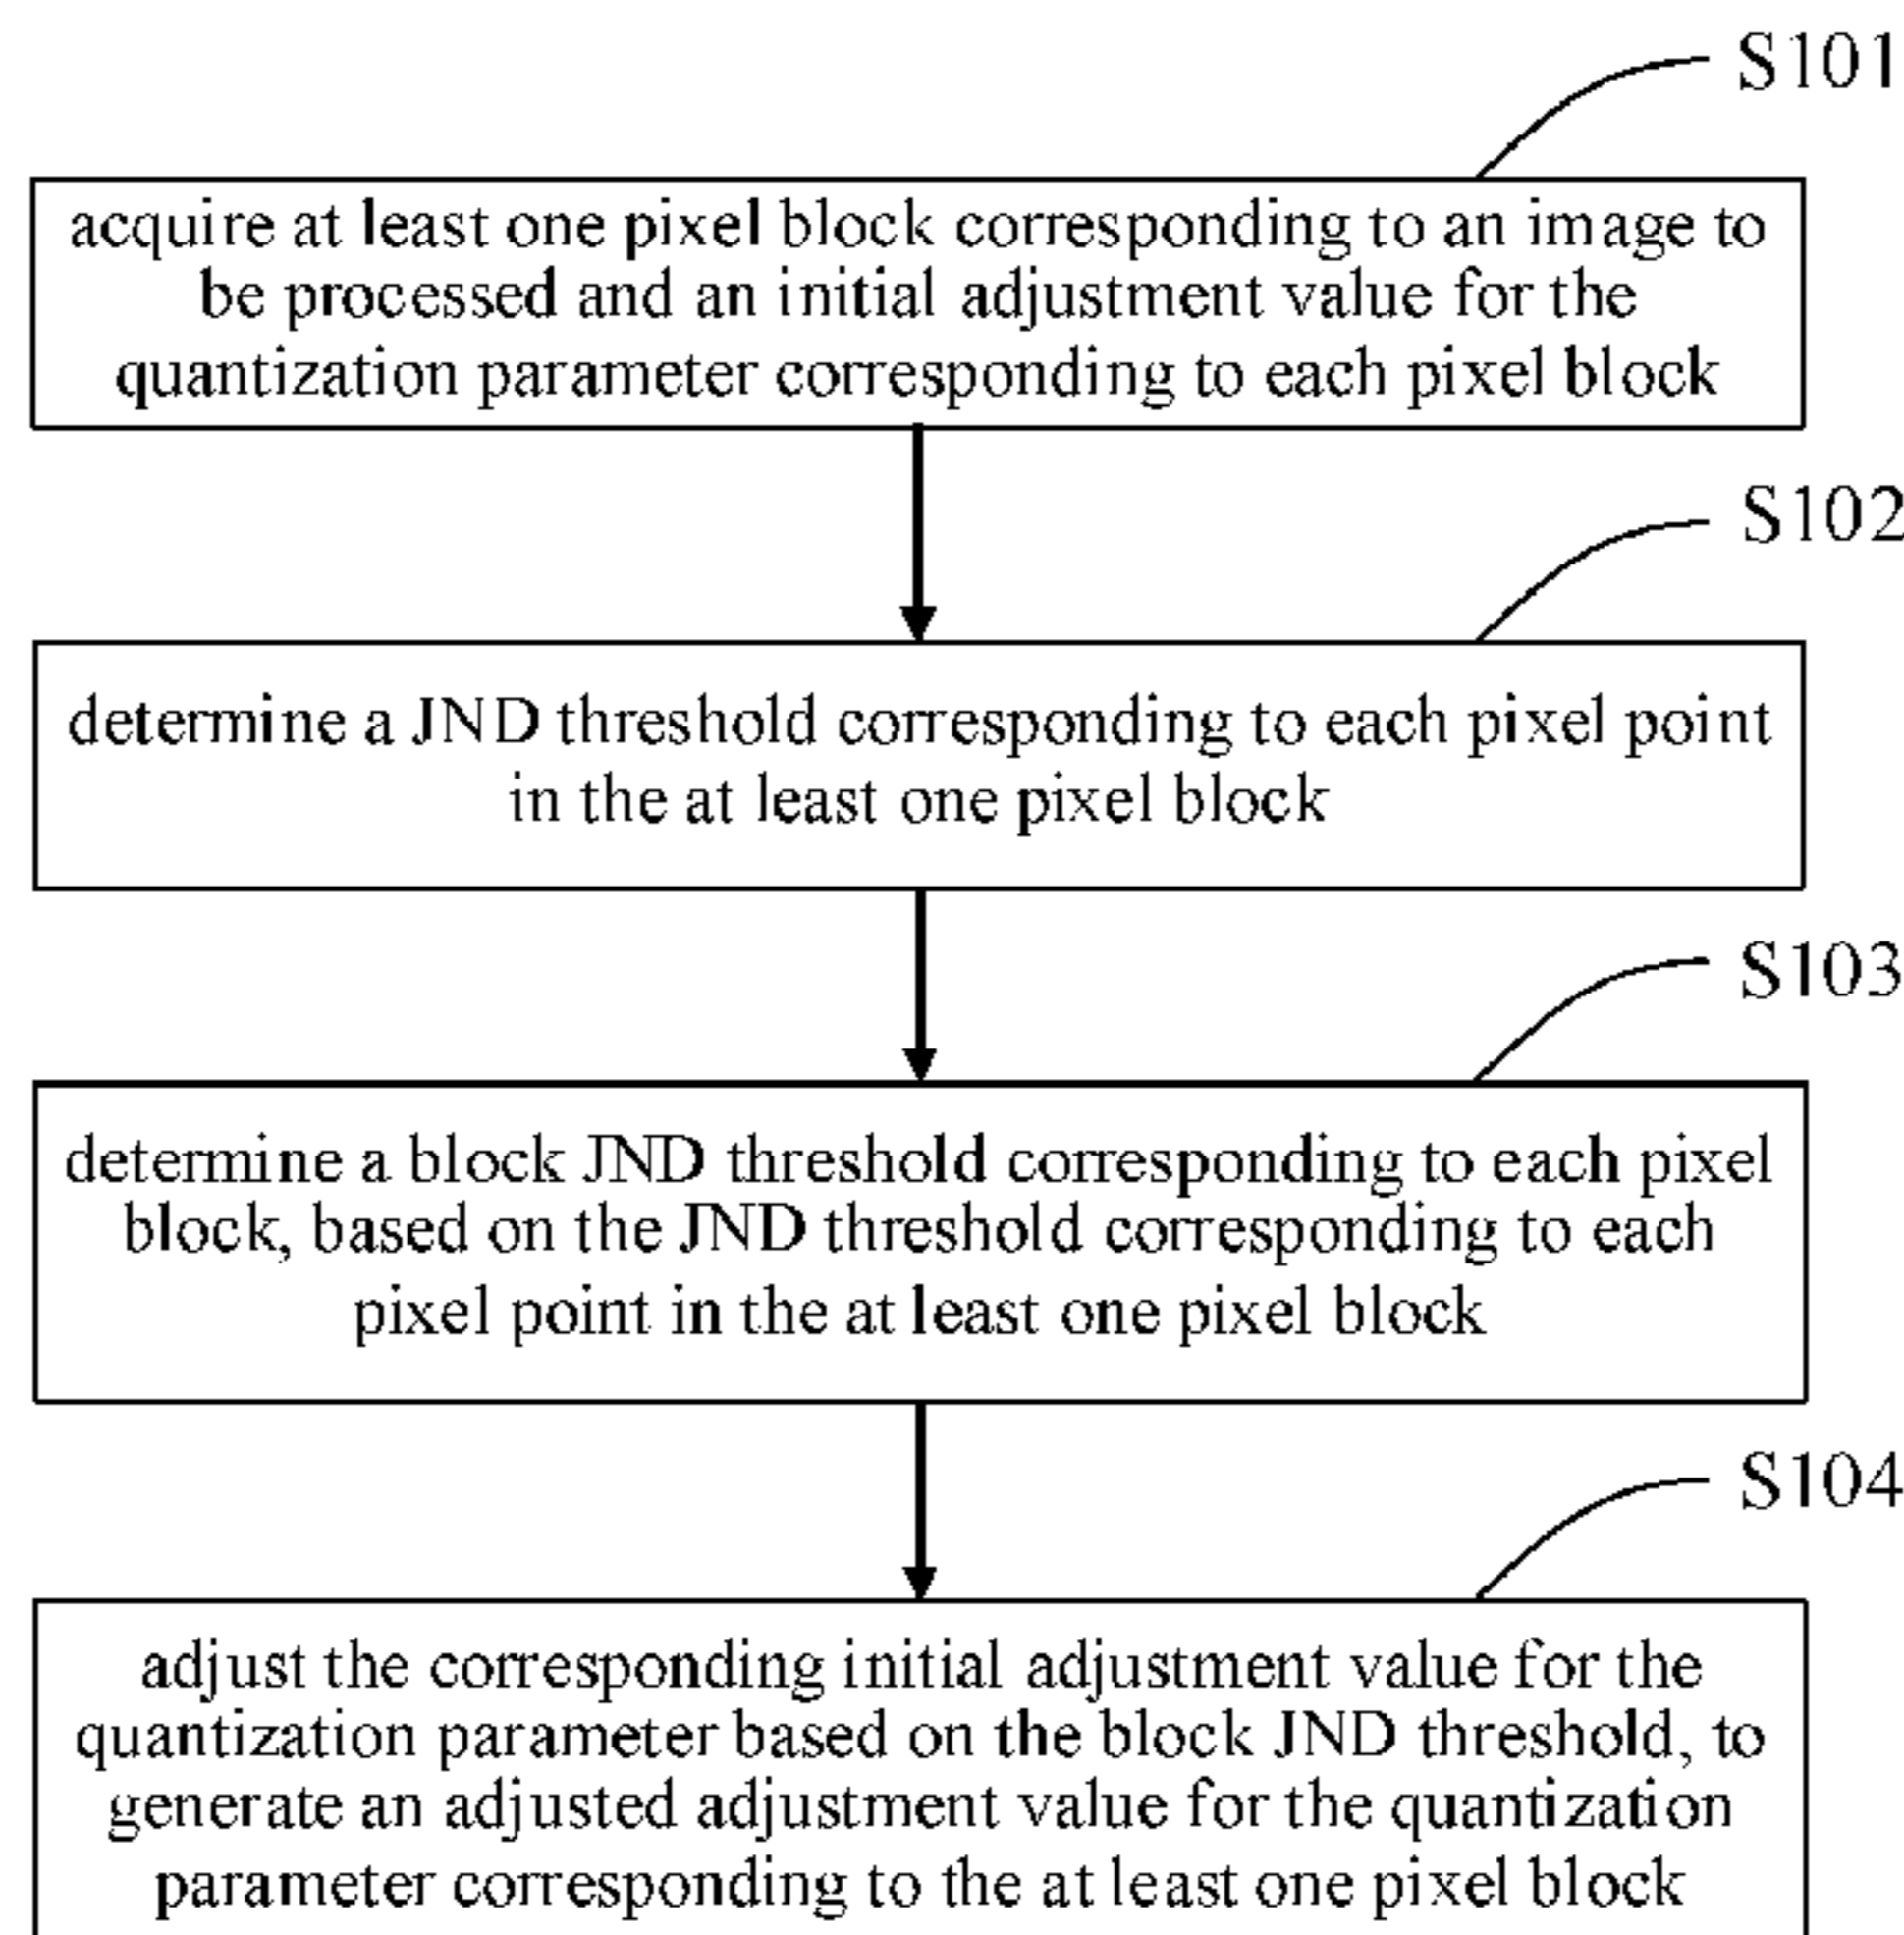 S101
acquire at least one pixel block corresponding to an image to
be processed and an initial adjustment value for the
quantization parameter corresponding to each pixel block
S102
determine a JND threshold corresponding to each pixel point
in the at least one pixel block
S103
determine a block JND threshold corresponding to each pixel
block, based on the JND threshold corresponding to each
pixel point in the at least one pixel block
S104
adjust the corresponding initial adjustment value for the
quantization parameter based on the block JND threshold, to
generate an adjusted adjustment value for the quantization
parameter corresponding to the at least one pixel block